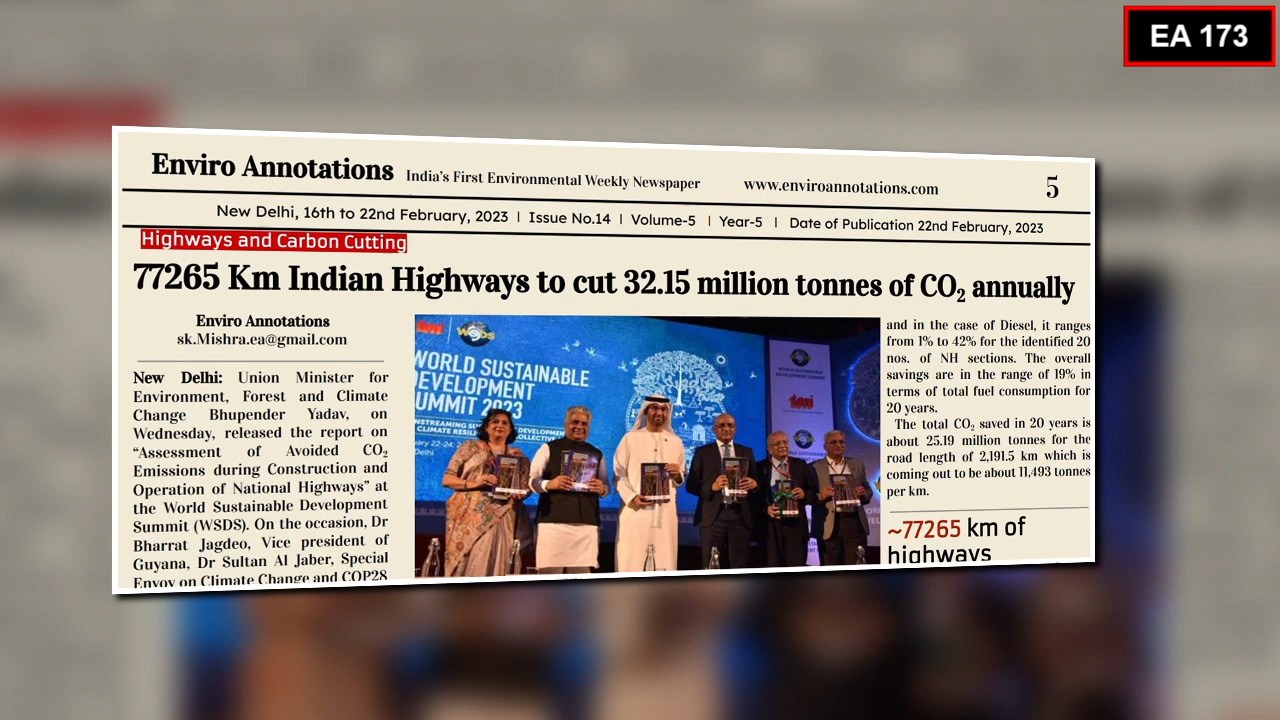 EA 173
Enviro Annotations India's First Environmental Weekly Newspaper www.enviroannotations.com 5
New Delhi, 16th to 22nd February, 2023 | Issue No.14 | Volume-5 | Year-5 | Date of Publication 22nd February, 2023
Highways and Carbon Cutting
77265 Km Indian Highways to cut 32.15 million tonnes of CO₂ annually
Enviro Annotations
sk.Mishra.ea@gmail.com
New Delhi: Union Minister for
Environment, Forest and Climate
Change Bhupender Yadav, on
Wednesday, released the report on
“Assessment of Avoided CO₂
Emissions during Construction and
Operation of National Highways” at
the World Sustainable Development
Summit (WSDS). On the occasion, Dr
Bharrat Jagdeo, Vice president of
Guyana, Dr Sultan Al Jaber, Special
Envoy on Climate Change and COP28
teri WSDS
WORLD SUSTAINABLE
DEVELOPMENT
SUMMIT 2023
WORLD SUSTAINABLE
DEVELOPMENT SUMMIT
teri
and in the case of Diesel, it ranges
from 1% to 42% for the identified 20
nos. of NH sections. The overall
savings are in the range of 19% in
terms of total fuel consumption for
20 years.
The total CO₂ saved in 20 years is
about 25.19 million tonnes for the
road length of 2,191.5 km which is
coming out to be about 11,493 tonnes
per km.
~77265 km of
highways